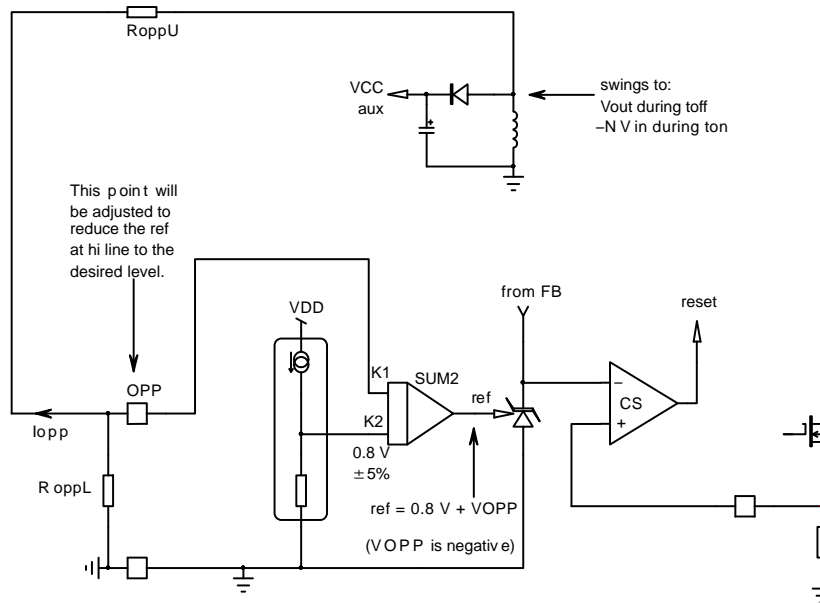 RoppU
VCC
aux
swings to:
Vout during toff
–N V in during ton
This point will
be adjusted to
reduce the ref
at hi line to the
desired level.
from FB
reset
VDD
K1
SUM2
OPP
ref
−
CS
K2
+
Iopp
0.8 V
±5%
R oppL
ref = 0.8 V + VOPP
(VOPP is negative)
+